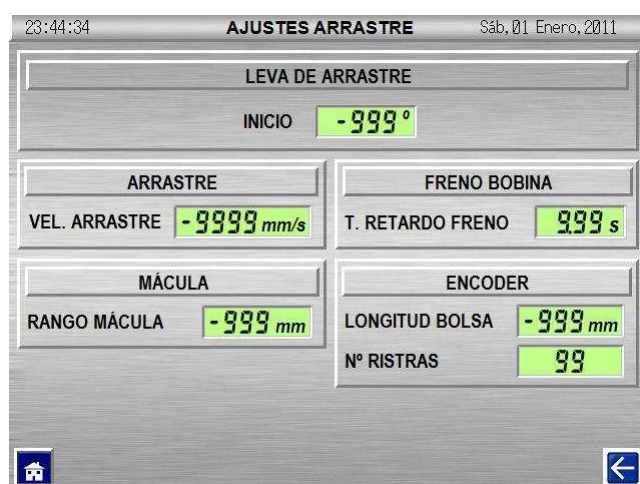 23:44:34 AJUSTES ARRASTRE Sáb,01 Enero,2011
LEVA DE ARRASTRE
INICIO -999°
ARRASTRE
VEL. ARRASTRE -9999 mm/s
FRENO BOBINA
T. RETARDO FRENO 9.99 s
MÁCULA
RANGO MÁCULA -999 mm
ENCODER
LONGITUD BOLSA -999 mm
Nº RISTRAS 99